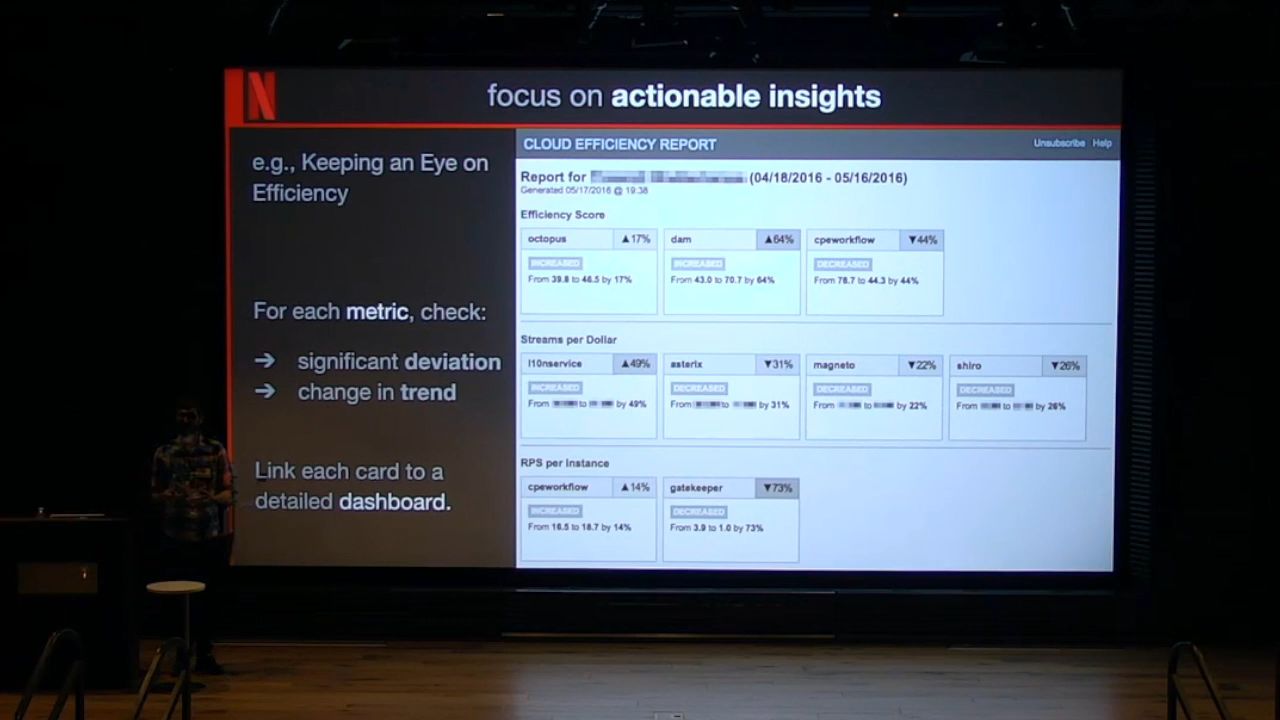 N
focus on actionable insights
e.g., Keeping an Eye on
Efficiency
For each metric, check:
➔ significant deviation
➔ change in trend
Link each card to a
detailed dashboard.
CLOUD EFFICIENCY REPORT
Unsubscribe Help
Report for (04/18/2016 - 05/16/2016)
Generated 05/17/2016 @ 19:38
Efficiency Score
octopus ▲17%
INCREASED
From 39.8 to 46.5 by 17%
dam ▲64%
INCREASED
From 43.0 to 70.7 by 64%
cpeworkflow ▼44%
DECREASED
From 78.7 to 44.3 by 44%
Streams per Dollar
l10nservice ▲49%
INCREASED
From to by 49%
asterix ▼31%
DECREASED
From to by 31%
magneto ▼22%
DECREASED
From to by 22%
shiro ▼26%
DECREASED
From to by 26%
RPS per Instance
cpeworkflow ▲14%
INCREASED
From 16.5 to 18.7 by 14%
gatekeeper ▼73%
DECREASED
From 3.9 to 1.0 by 73%